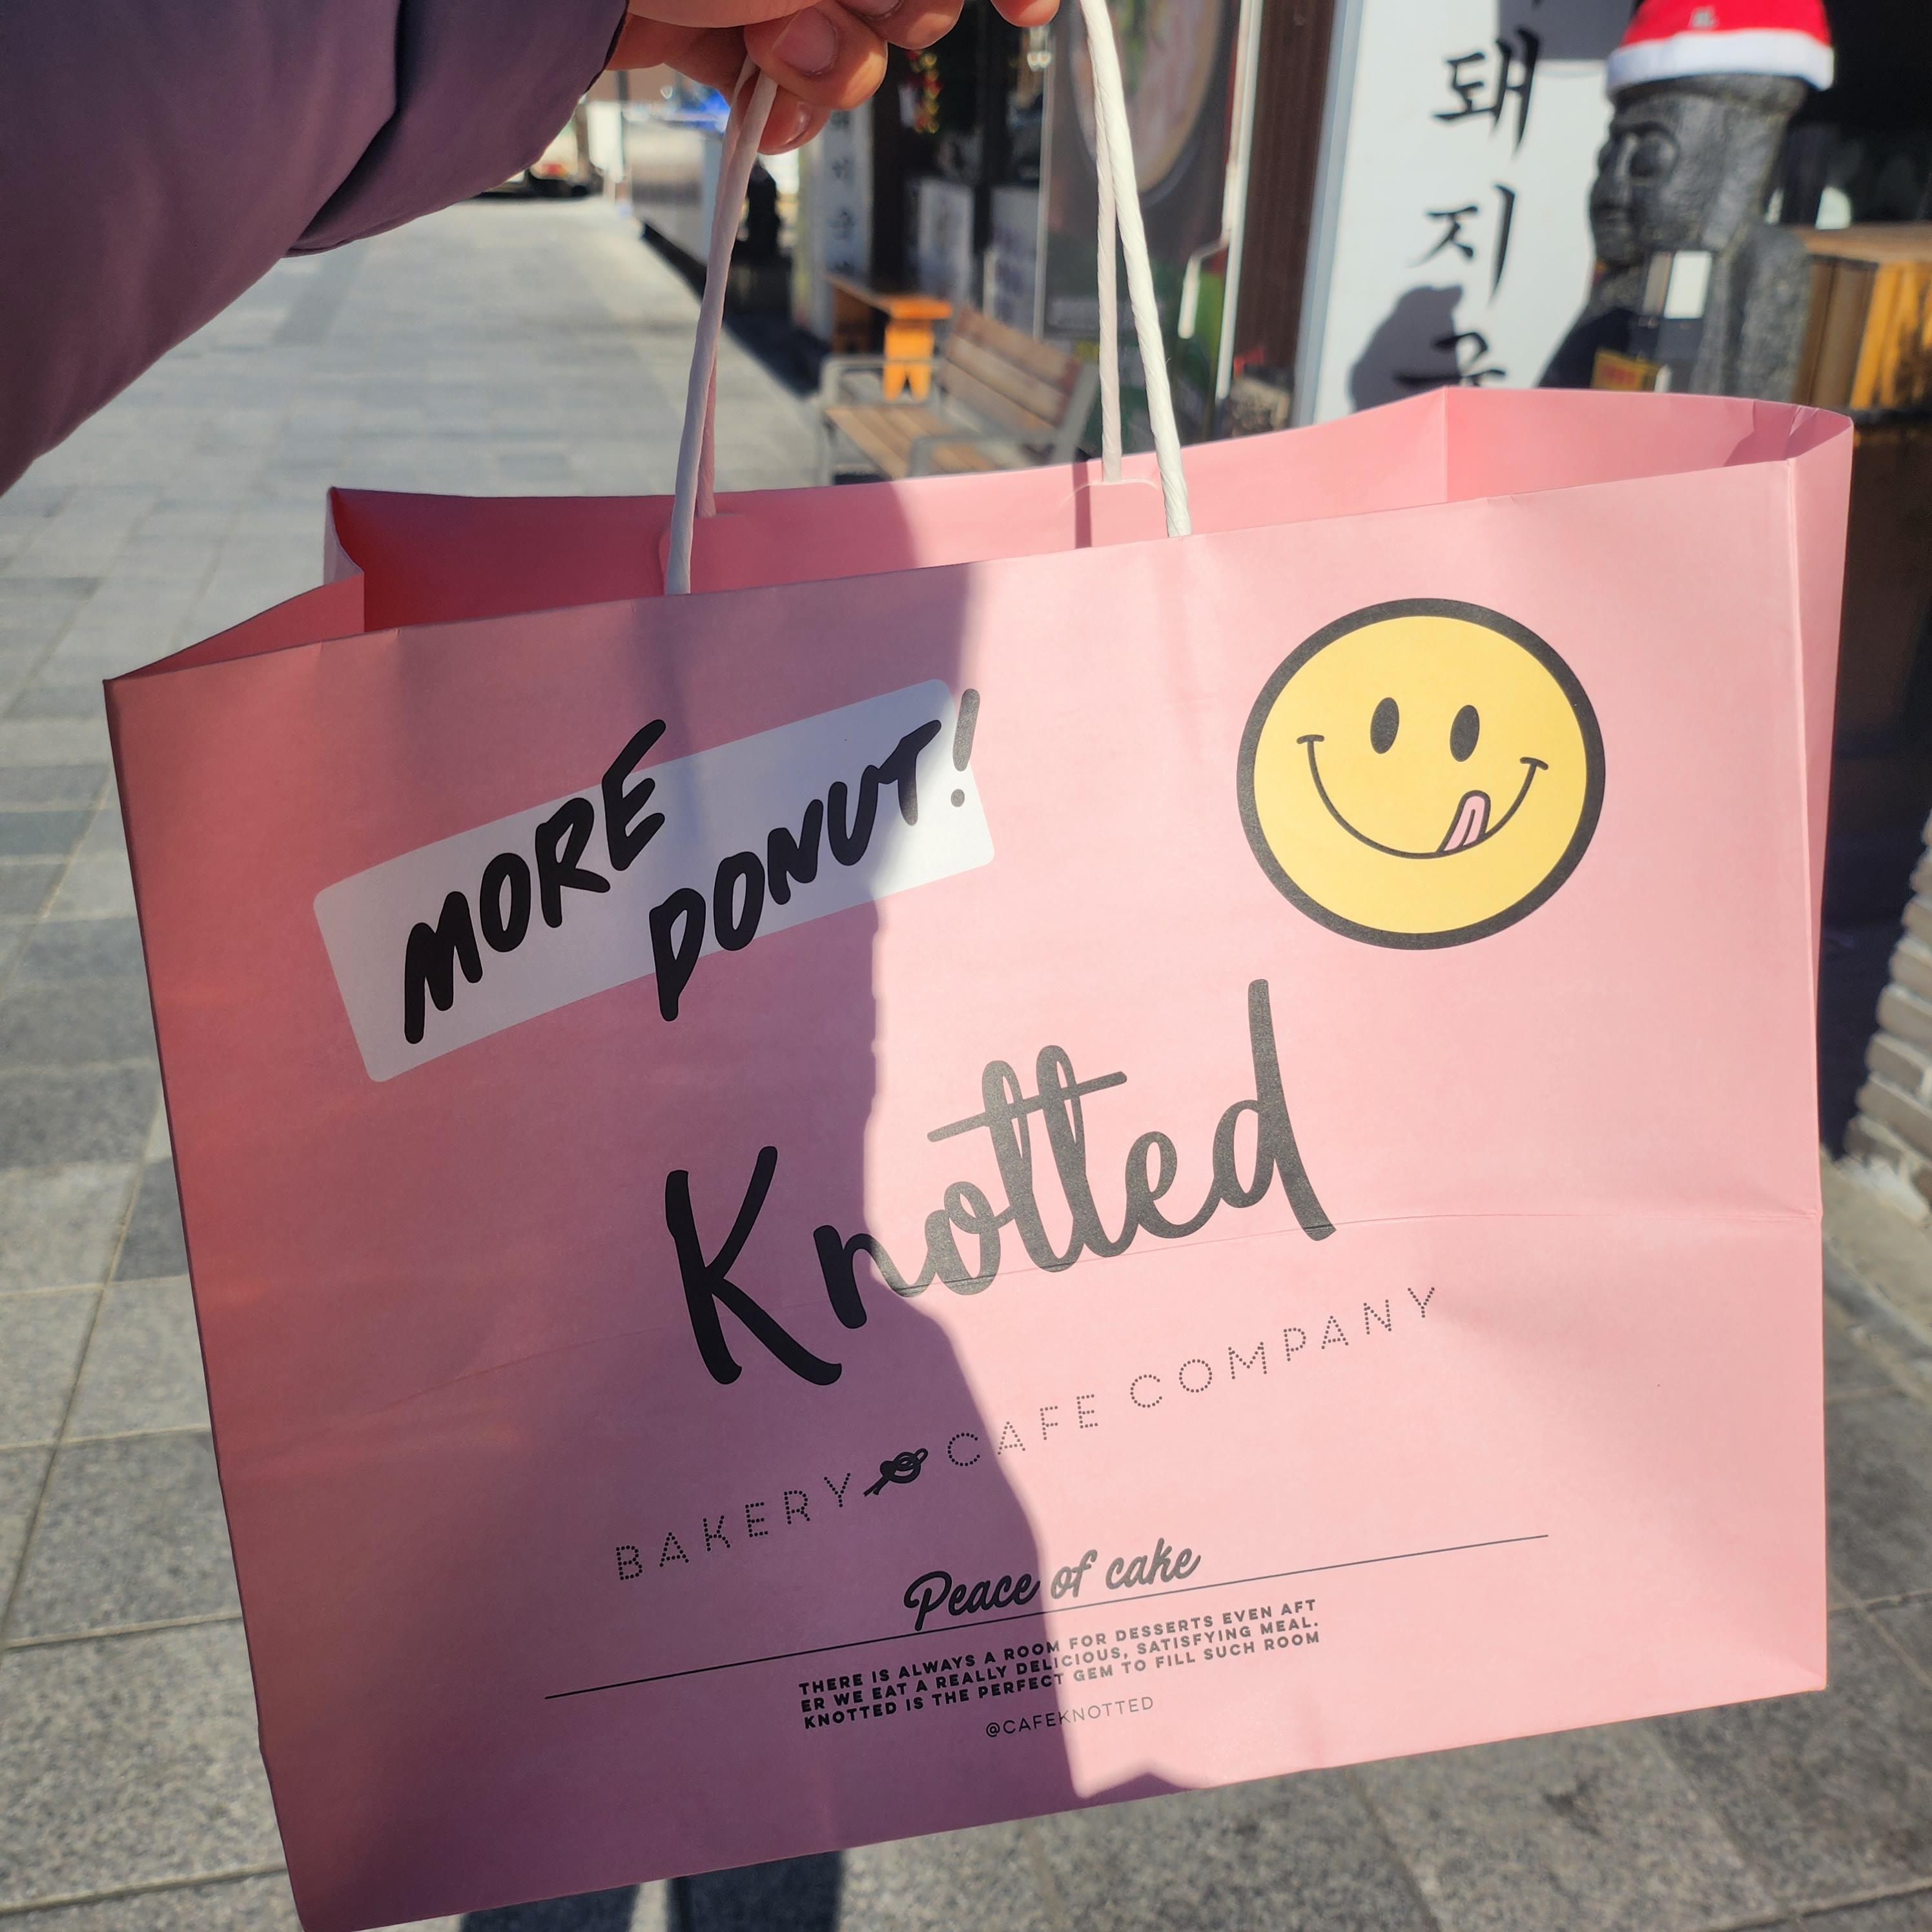 돼
지
MORE
DONUT!
Knotted
BAKERY CAFE COMPANY
Peace of cake
THERE IS ALWAYS A ROOM FOR DESSERTS EVEN AFT
ER WE EAT A REALLY DELICIOUS, SATISFYING MEAL.
KNOTTED IS THE PERFECT GEM TO FILL SUCH ROOM
@CAFEKNOTTED